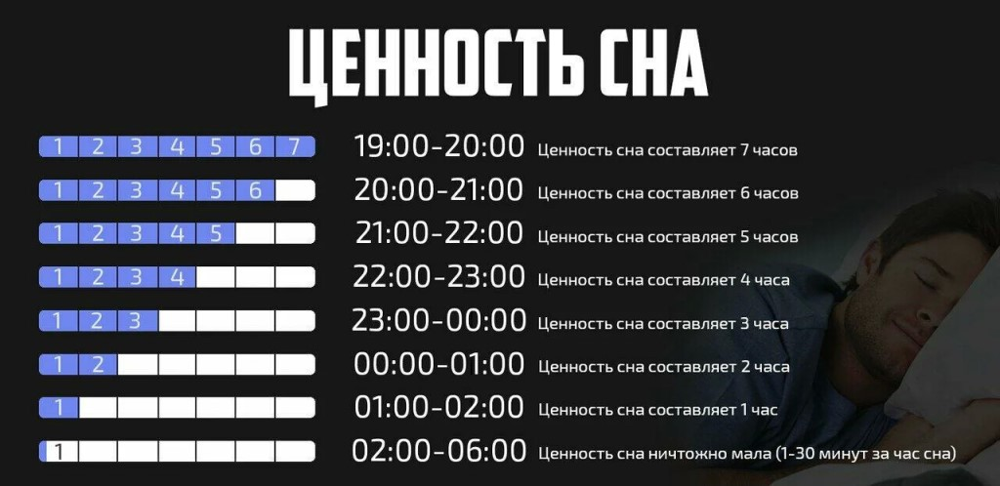 ЦЕННОСТЬ СНА
1 2 3 4 5 6 7 19:00-20:00 Ценность сна составляет 7 часов
1 2 3 4 5 6 20:00-21:00 Ценность сна составляет 6 часов
1 2 3 4 5 21:00-22:00 Ценность сна составляет 5 часов
1 2 3 4 22:00-23:00 Ценность сна составляет 4 часа
1 2 3 23:00-00:00 Ценность сна составляет 3 часа
1 2 00:00-01:00 Ценность сна составляет 2 часа
1 01:00-02:00 Ценность сна составляет 1 час
1 02:00-06:00 Ценность сна ничтожно мала (1-30 минут за час сна)